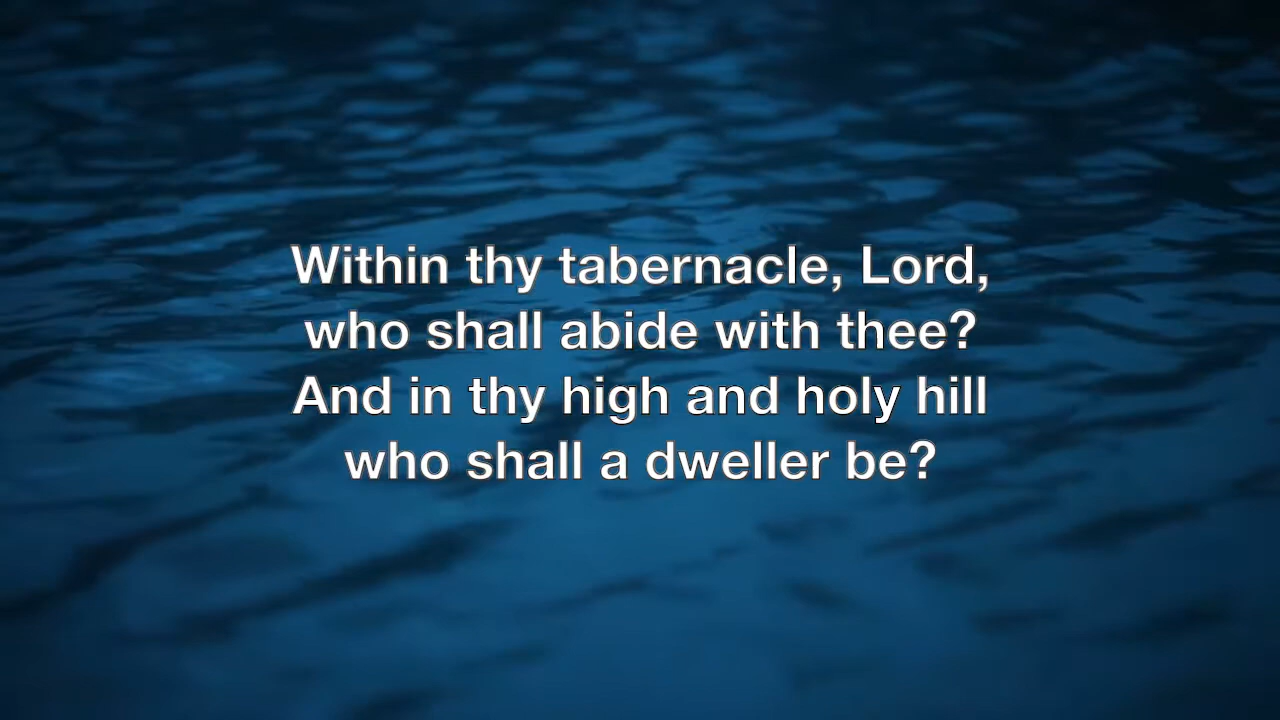 Within thy tabernacle, Lord,
who shall abide with thee?
And in thy high and holy hill
who shall a dweller be?